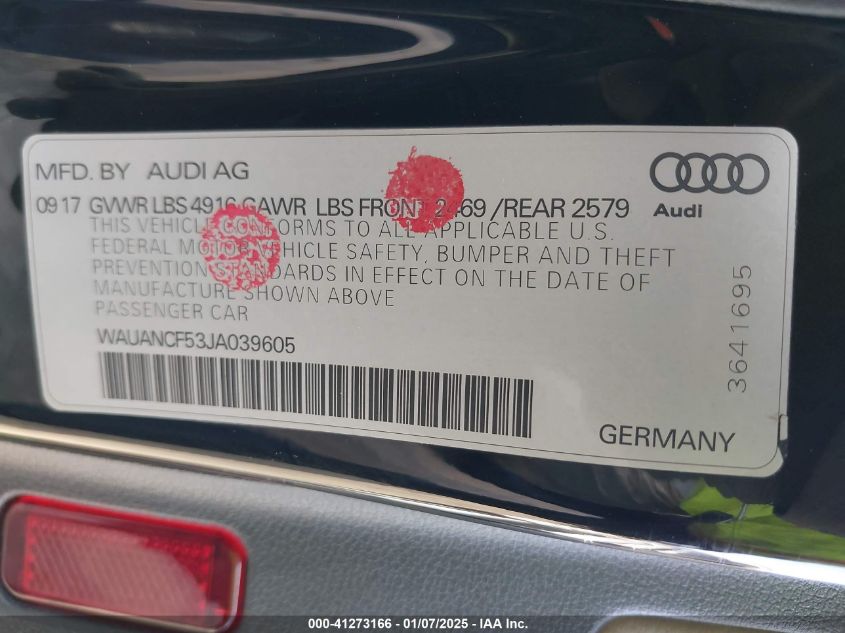 MFD. BY AUDI AG
09 17 GVWR LBS 4916 GAWR LBS FRONT 2469 /REAR 2579
Audi
THIS VEHICLE CONFORMS TO ALL APPLICABLE U.S.
FEDERAL MOTOR VEHICLE SAFETY, BUMPER AND THEFT
PREVENTION STANDARDS IN EFFECT ON THE DATE OF
MANUFACTURE SHOWN ABOVE
PASSENGER CAR
WAUANCF53JA039605
3641695
GERMANY
000-41273166 - 01/07/2025 - IAA Inc.